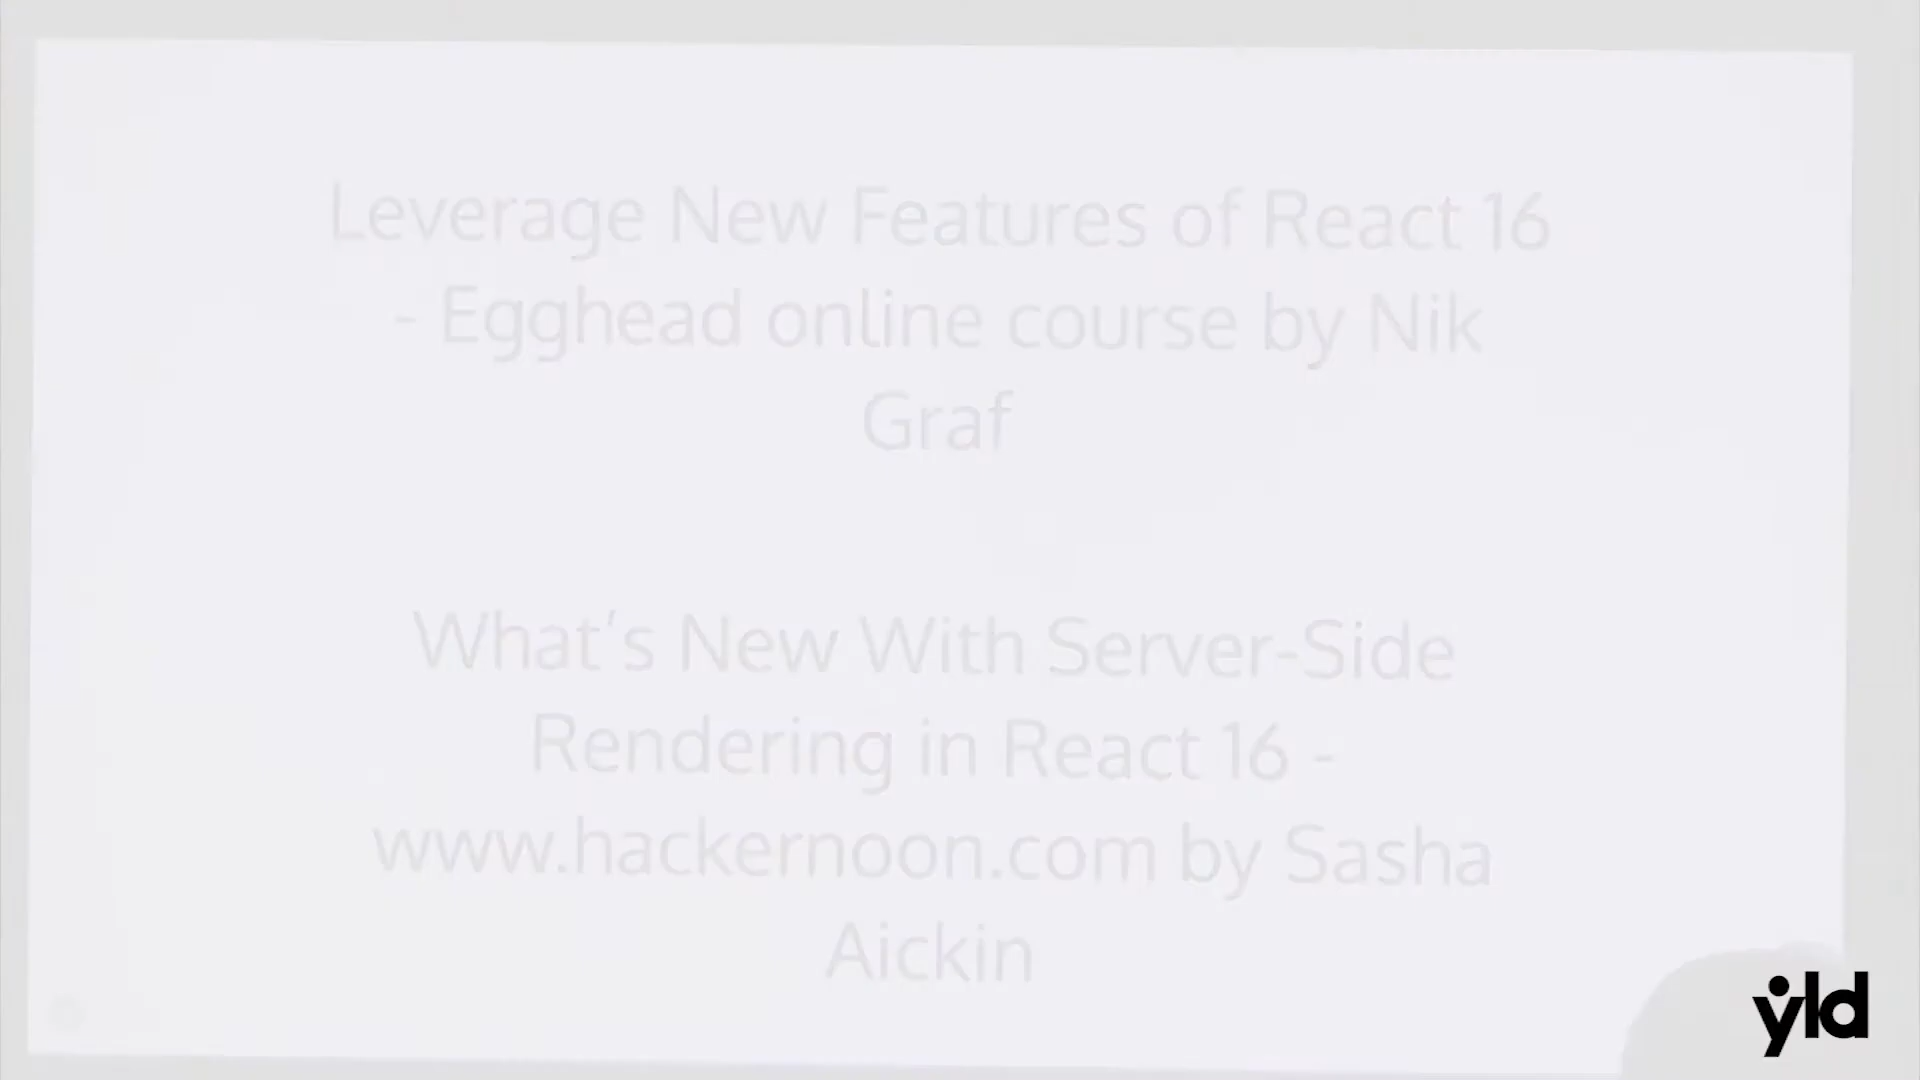 Leverage New Features of React 16
- Egghead online course by Nik
Graf
What's New With Server-Side
Rendering in React 16 -
www.hackernoon.com by Sasha
Aickin
yld